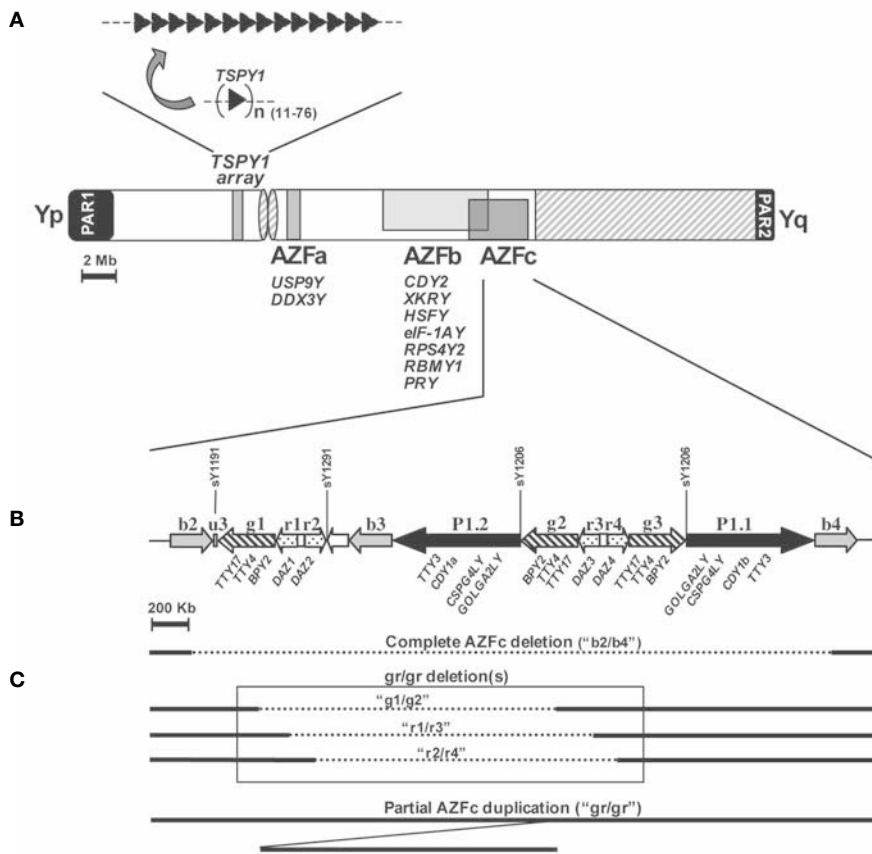 A
TSPY1
n (11-76)
TSPY1
array
Yp
PAR1
PAR2
Yq
2 Mb
AZFa
AZFb
AZFc
USP9Y
DDX3Y
CDY2
XKRY
HSFY
eIF-1AY
RPS4Y2
RBMY1
PRY
sY1191
sY1291
sY1206
sY1206
B
b2 u3 g1 r1 r2 b3 P1.2 g2 r3 r4 g3 P1.1 b4
TTY17 TTY4 BPY2 DAZ1 DAZ2 TTY3 CDY1a CSPG4LY GOLGA2LY BPY2 TTY4 TTY17 DAZ3 DAZ4 TTY17 TTY4 BPY2 GOLGA2LY CSPG4LY CDY1b TTY3
200 Kb
Complete AZFc deletion ("b2/b4")
C
gr/gr deletion(s)
"g1/g2"
"r1/r3"
"r2/r4"
Partial AZFc duplication ("gr/gr")